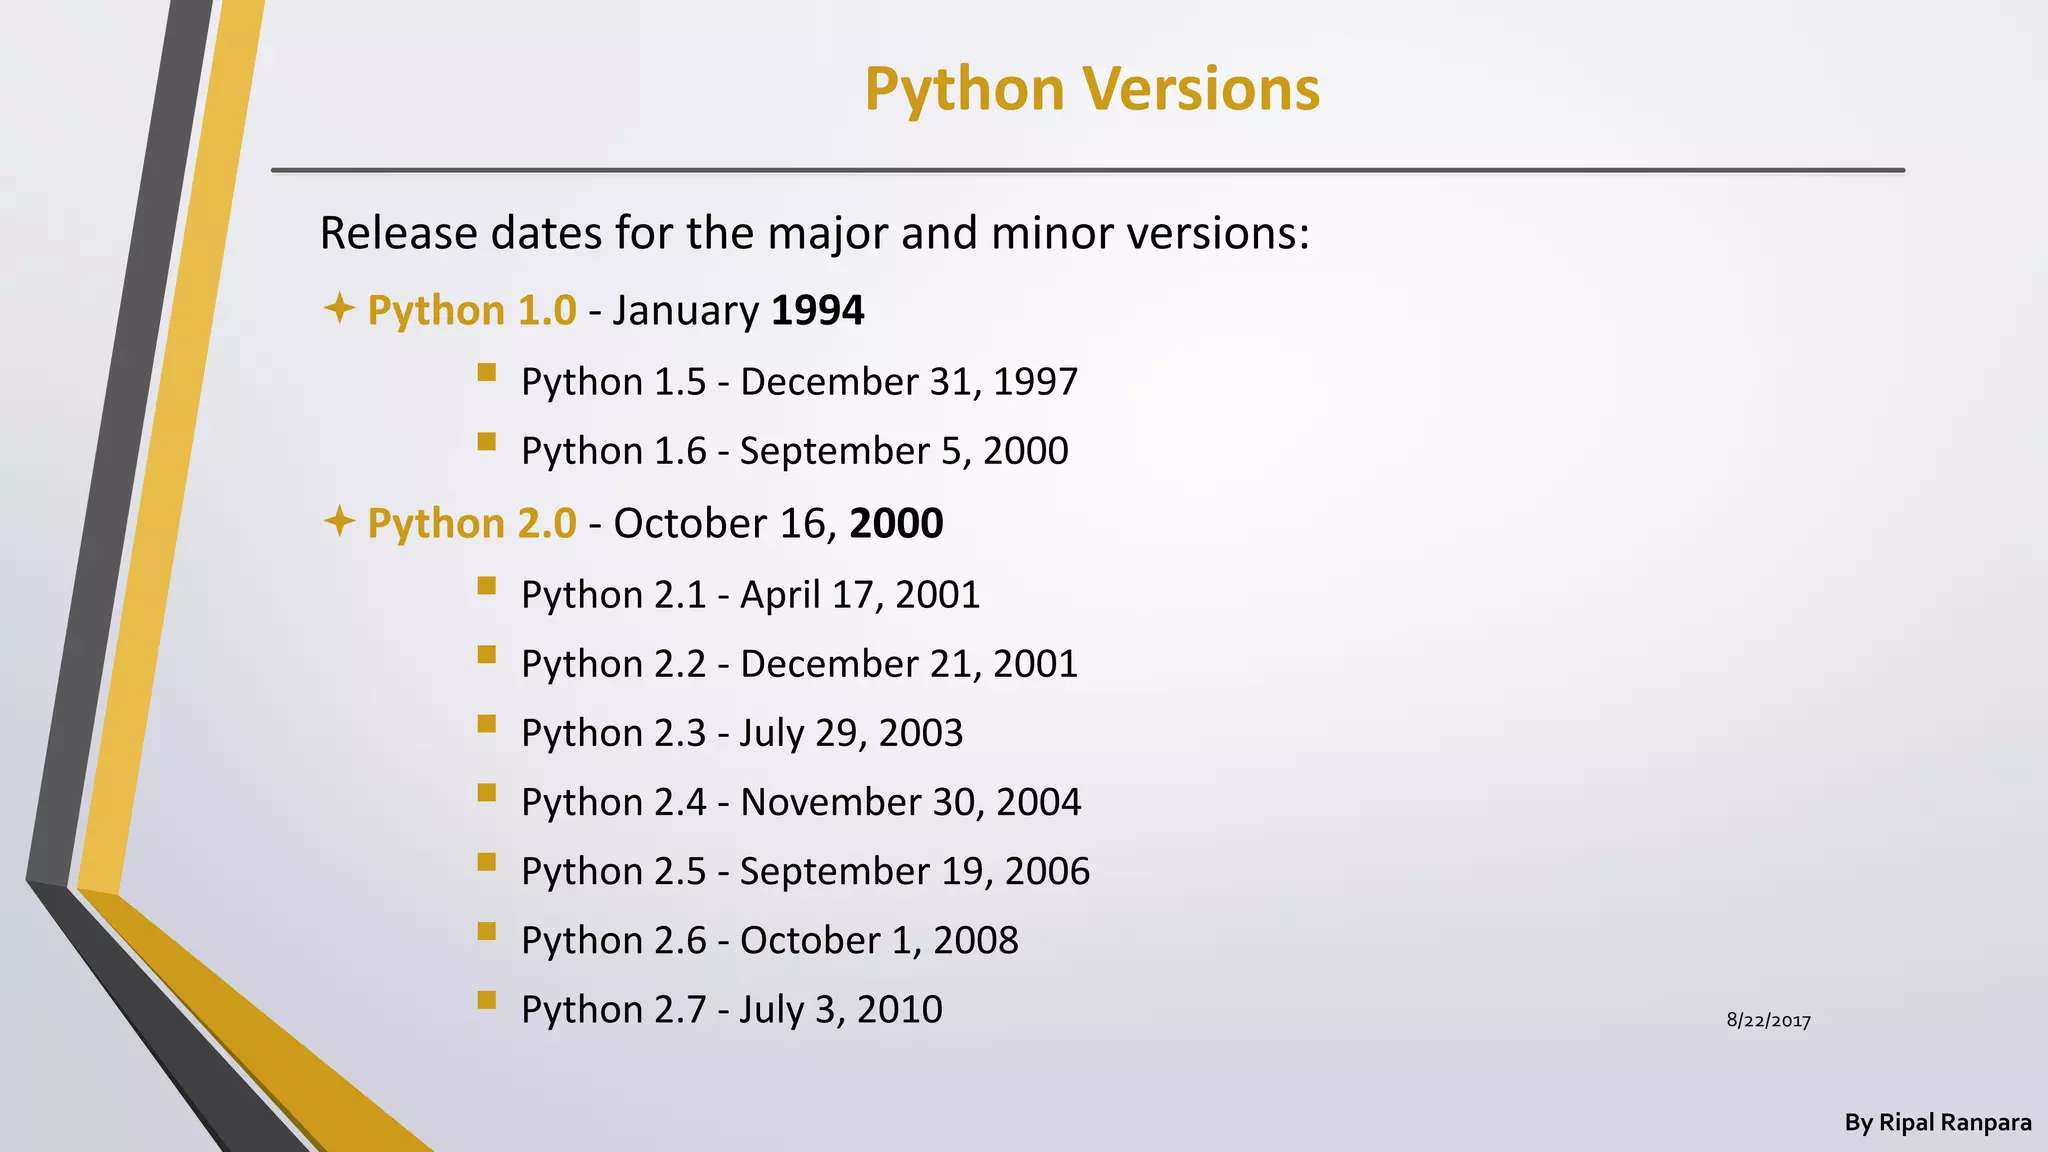 Python Versions
Release dates for the major and minor versions:
Python 1.0 - January 1994
Python 1.5 - December 31, 1997
Python 1.6 - September 5, 2000
Python 2.0 - October 16, 2000
Python 2.1 - April 17, 2001
Python 2.2 - December 21, 2001
Python 2.3 - July 29, 2003
Python 2.4 - November 30, 2004
Python 2.5 - September 19, 2006
Python 2.6 - October 1, 2008
Python 2.7 - July 3, 2010
8/22/2017
By Ripal Ranpara